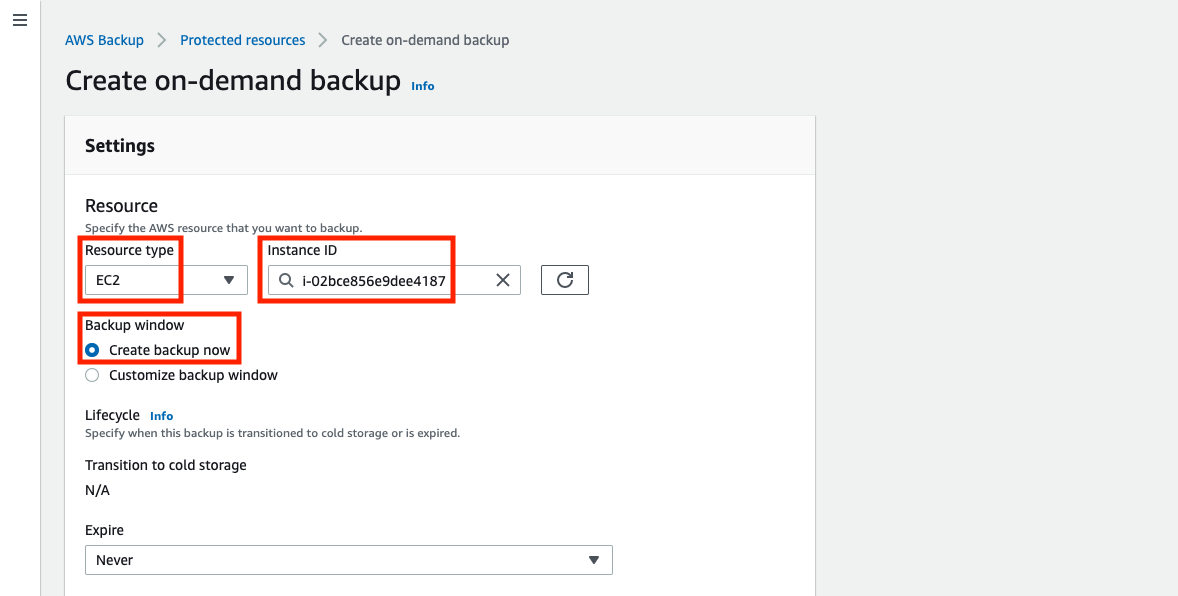 AWS Backup > Protected resources > Create on-demand backup
Create on-demand backup Info
Settings
Resource
Specify the AWS resource that you want to backup.
Resource type Instance ID
EC2 i-02bce856e9dee4187
Backup window
Create backup now
Customize backup window
Lifecycle Info
Specify when this backup is transitioned to cold storage or is expired.
Transition to cold storage
N/A
Expire
Never